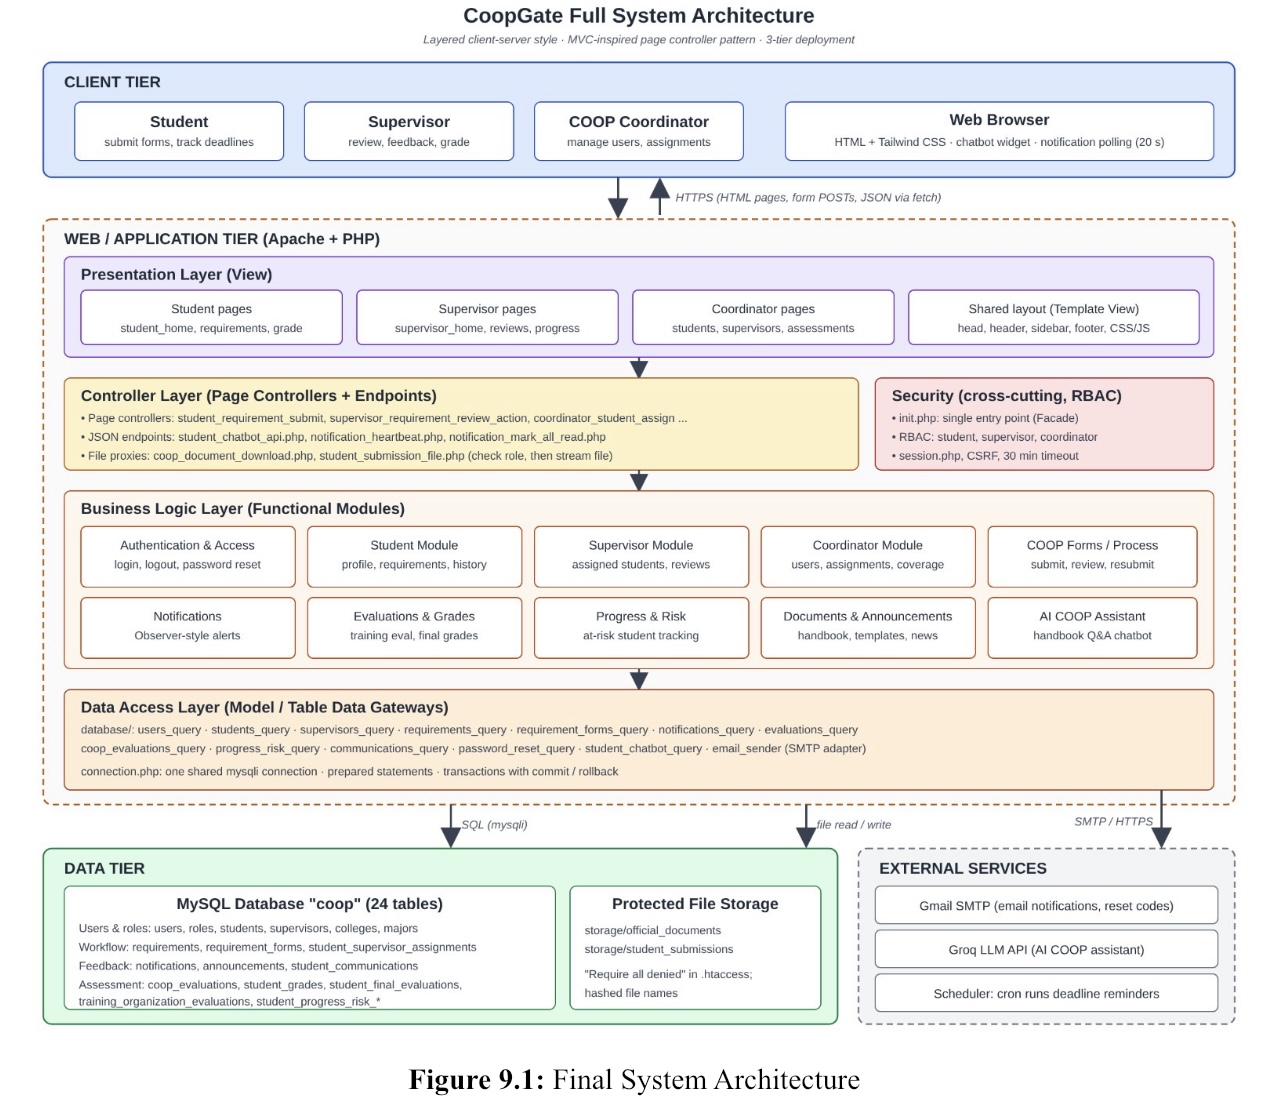 CoopGate Full System Architecture
Layered client-server style · MVC-inspired page controller pattern · 3-tier deployment
CLIENT TIER
Student
submit forms, track deadlines
Supervisor
review, feedback, grade
COOP Coordinator
manage users, assignments
Web Browser
HTML + Tailwind CSS · chatbot widget · notification polling (20 s)
HTTPS (HTML pages, form POSTs, JSON via fetch)
WEB / APPLICATION TIER (Apache + PHP)
Presentation Layer (View)
Student pages
student_home, requirements, grade
Supervisor pages
supervisor_home, reviews, progress
Coordinator pages
students, supervisors, assessments
Shared layout (Template View)
head, header, sidebar, footer, CSS/JS
Controller Layer (Page Controllers + Endpoints)
• Page controllers: student_requirement_submit, supervisor_requirement_review_action, coordinator_student_assign ...
• JSON endpoints: student_chatbot_api.php, notification_heartbeat.php, notification_mark_all_read.php
• File proxies: coop_document_download.php, student_submission_file.php (check role, then stream file)
Security (cross-cutting, RBAC)
• init.php: single entry point (Facade)
• RBAC: student, supervisor, coordinator
• session.php, CSRF, 30 min timeout
Business Logic Layer (Functional Modules)
Authentication & Access
login, logout, password reset
Student Module
profile, requirements, history
Supervisor Module
assigned students, reviews
Coordinator Module
users, assignments, coverage
COOP Forms / Process
submit, review, resubmit
Notifications
Observer-style alerts
Evaluations & Grades
training eval, final grades
Progress & Risk
at-risk student tracking
Documents & Announcements
handbook, templates, news
AI COOP Assistant
handbook Q&A chatbot
Data Access Layer (Model / Table Data Gateways)
database/: users_query · students_query · supervisors_query · requirements_query · requirement_forms_query · notifications_query · evaluations_query
coop_evaluations_query · progress_risk_query · communications_query · password_reset_query · student_chatbot_query · email_sender (SMTP adapter)
connection.php: one shared mysqli connection · prepared statements · transactions with commit / rollback
SQL (mysqli)
file read / write
SMTP / HTTPS
DATA TIER
MySQL Database "coop" (24 tables)
Users & roles: users, roles, students, supervisors, colleges, majors
Workflow: requirements, requirement_forms, student_supervisor_assignments
Feedback: notifications, announcements, student_communications
Assessment: coop_evaluations, student_grades, student_final_evaluations,
training_organization_evaluations, student_progress_risk_*
Protected File Storage
storage/official_documents
storage/student_submissions
"Require all denied" in .htaccess;
hashed file names
EXTERNAL SERVICES
Gmail SMTP (email notifications, reset codes)
Groq LLM API (AI COOP assistant)
Scheduler: cron runs deadline reminders
Figure 9.1: Final System Architecture